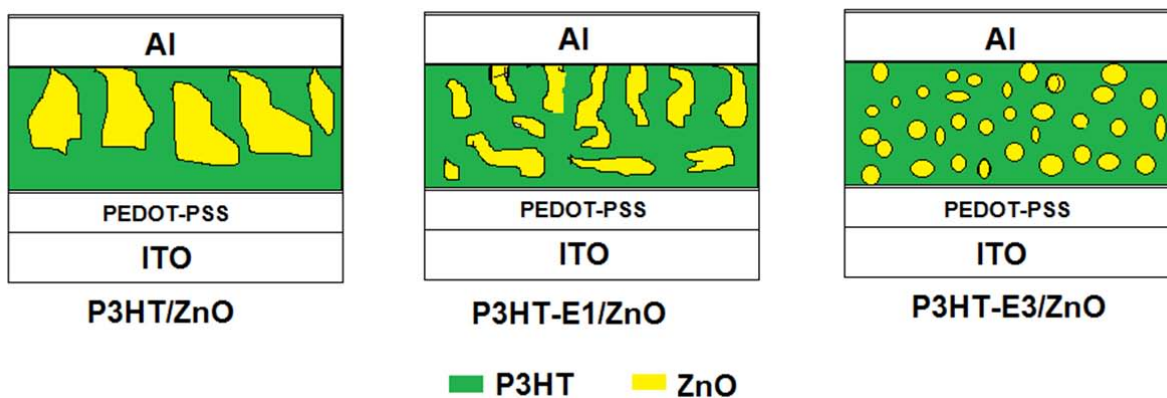 Al
PEDOT-PSS
ITO
P3HT/ZnO
Al
PEDOT-PSS
ITO
P3HT-E1/ZnO
Al
PEDOT-PSS
ITO
P3HT-E3/ZnO
P3HT
ZnO